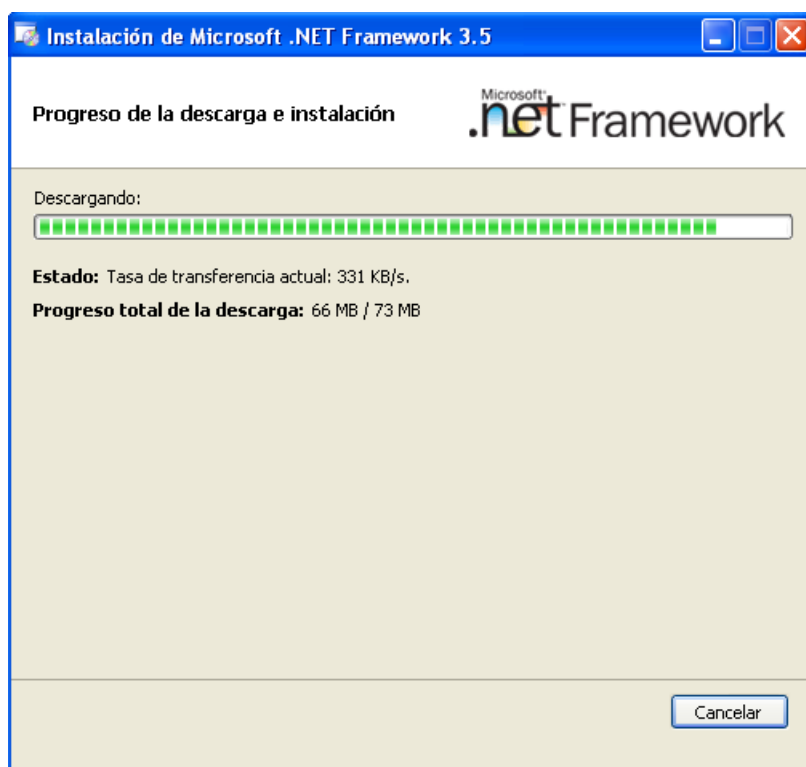 Instalación de Microsoft .NET Framework 3.5
Progreso de la descarga e instalación
Microsoft
.net Framework
Descargando:
Estado: Tasa de transferencia actual: 331 KB/s.
Progreso total de la descarga: 66 MB / 73 MB
Cancelar